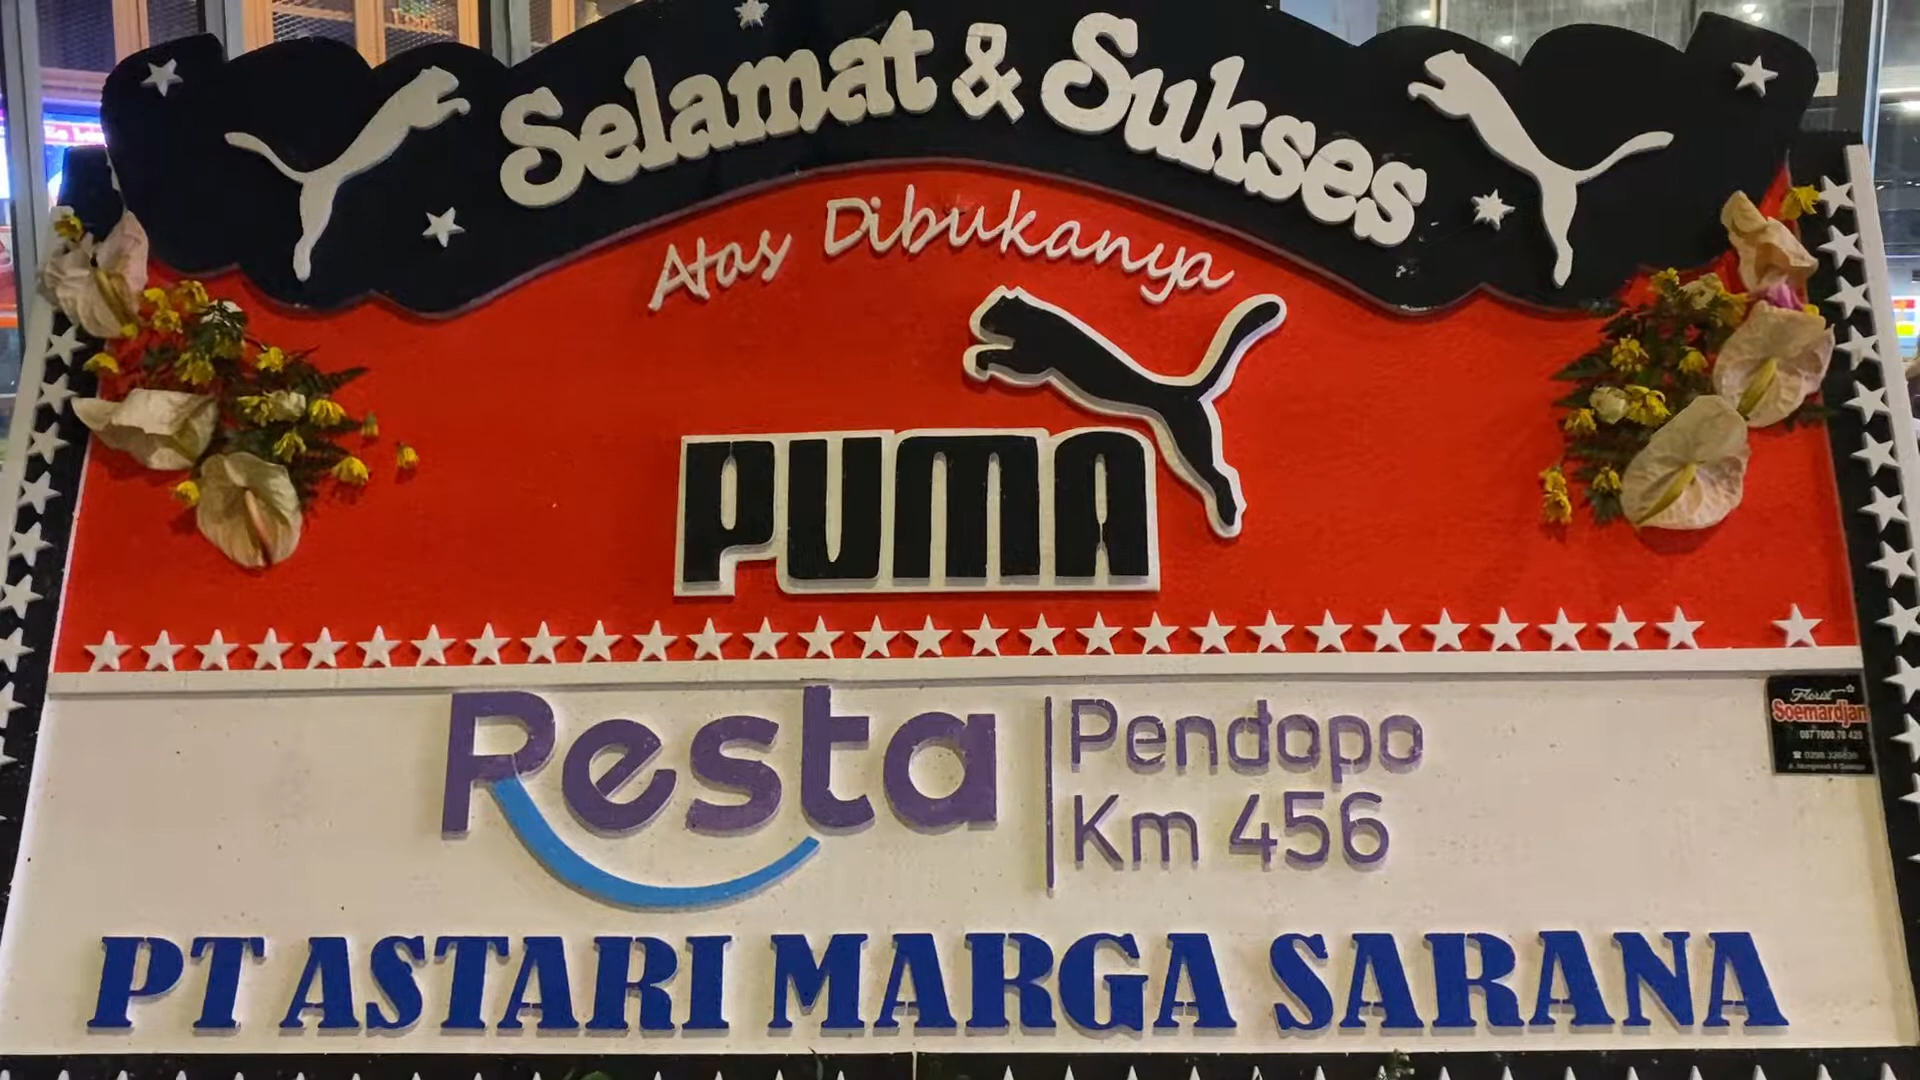 Selamat & Sukses
Atas Dibukanya
PUMA
Resta
Pendopo
Km 456
PT ASTARI MARGA SARANA
Florist
Soemardjan